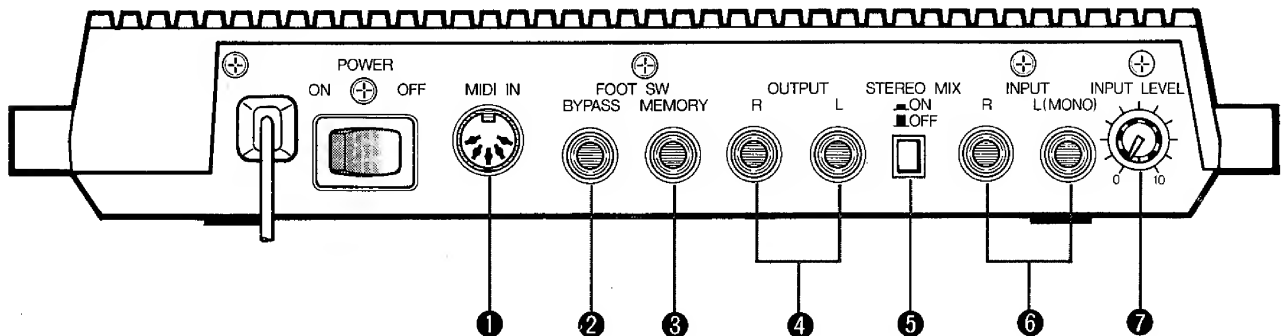 POWER
ON OFF
MIDI IN
FOOT SW
BYPASS MEMORY
OUTPUT
R L
STEREO MIX
ON
OFF
INPUT
R L(MONO)
INPUT LEVEL
0 10
1 2 3 4 5 6 7